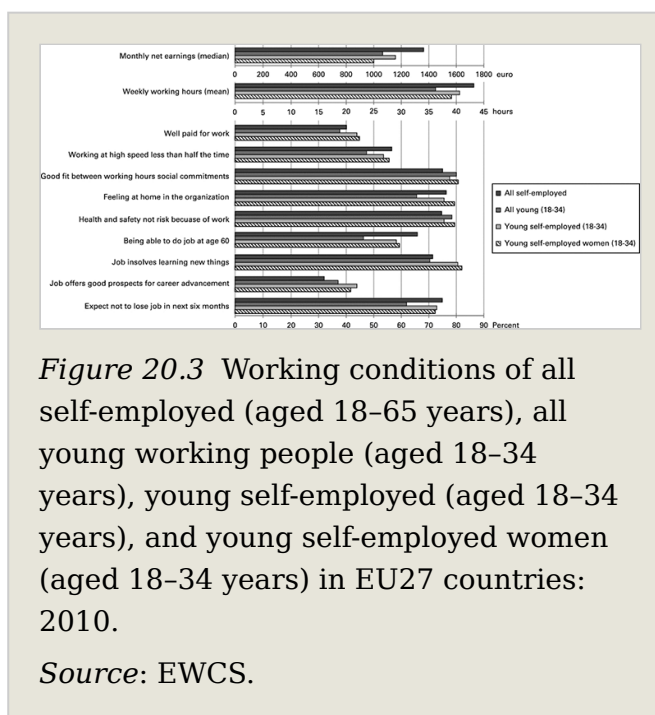 Monthly net earnings (median)
0 200 400 600 800 1000 1200 1400 1600 1800 euro
Weekly working hours (mean)
0 5 10 15 20 25 30 35 40 45 hours
Well paid for work
Working at high speed less than half the time
Good fit between working hours social commitments
Feeling at home in the organization
Health and safety not risk becuase of work
Being able to do job at age 60
Job insolves learning new things
Job offers good prospects for career advancement
Expect not to lose job in next six months
0 10 20 30 40 50 60 70 80 90 Percent
All self-employed
All young (18-34)
Young self-employed (18-34)
Young self-employed women (18-34)
Figure 20.3 Working conditions of all
self-employed (aged 18–65 years), all
young working people (aged 18–34
years), young self-employed (aged 18–34
years), and young self-employed women
(aged 18–34 years) in EU27 countries:
2010.
Source: EWCS.